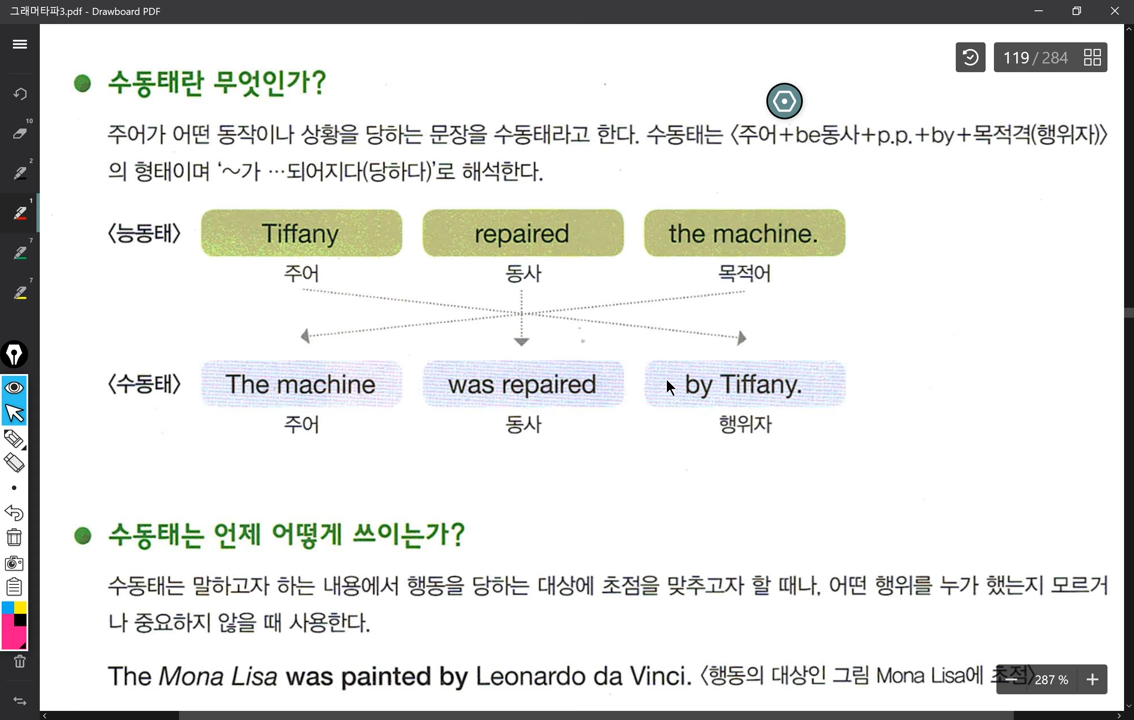 그래머타파3.pdf - Drawboard PDF
119 / 284
수동태란 무엇인가?
주어가 어떤 동작이나 상황을 당하는 문장을 수동태라고 한다. 수동태는 〈주어+be동사+p.p.+by+목적격(행위자)〉
의 형태이며 ‘～가 …되어지다(당하다)’로 해석한다.
〈능동태〉 Tiffany repaired the machine.
주어 동사 목적어
〈수동태〉 The machine was repaired by Tiffany.
주어 동사 행위자
수동태는 언제 어떻게 쓰이는가?
수동태는 말하고자 하는 내용에서 행동을 당하는 대상에 초점을 맞추고자 할 때나, 어떤 행위를 누가 했는지 모르거
나 중요하지 않을 때 사용한다.
The Mona Lisa was painted by Leonardo da Vinci. 〈행동의 대상인 그림 Mona Lisa에 초점〉
287 %
10
2
1
7
7